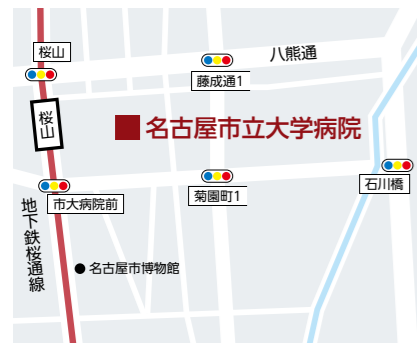 桜山
八熊通
藤成通1
桜山
名古屋市立大学病院
石川橋
市大病院前
菊園町1
地下鉄桜通線
名古屋市博物館